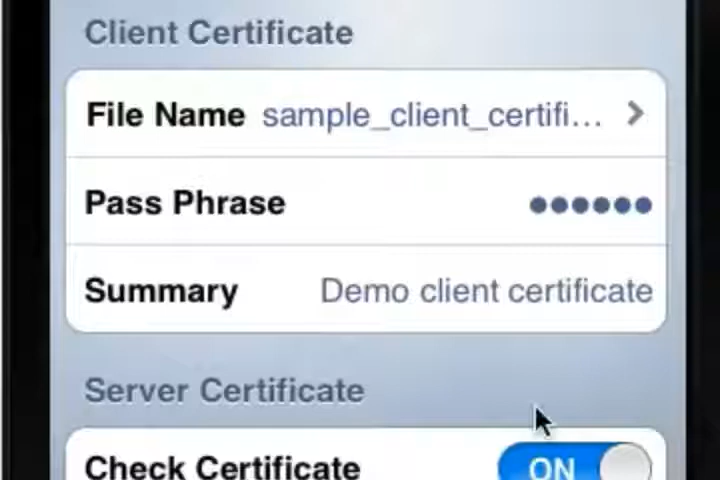 Client Certificate
File Name sample_client_certifi...
Pass Phrase ●●●●●●
Summary Demo client certificate
Server Certificate
Check Certificate ON